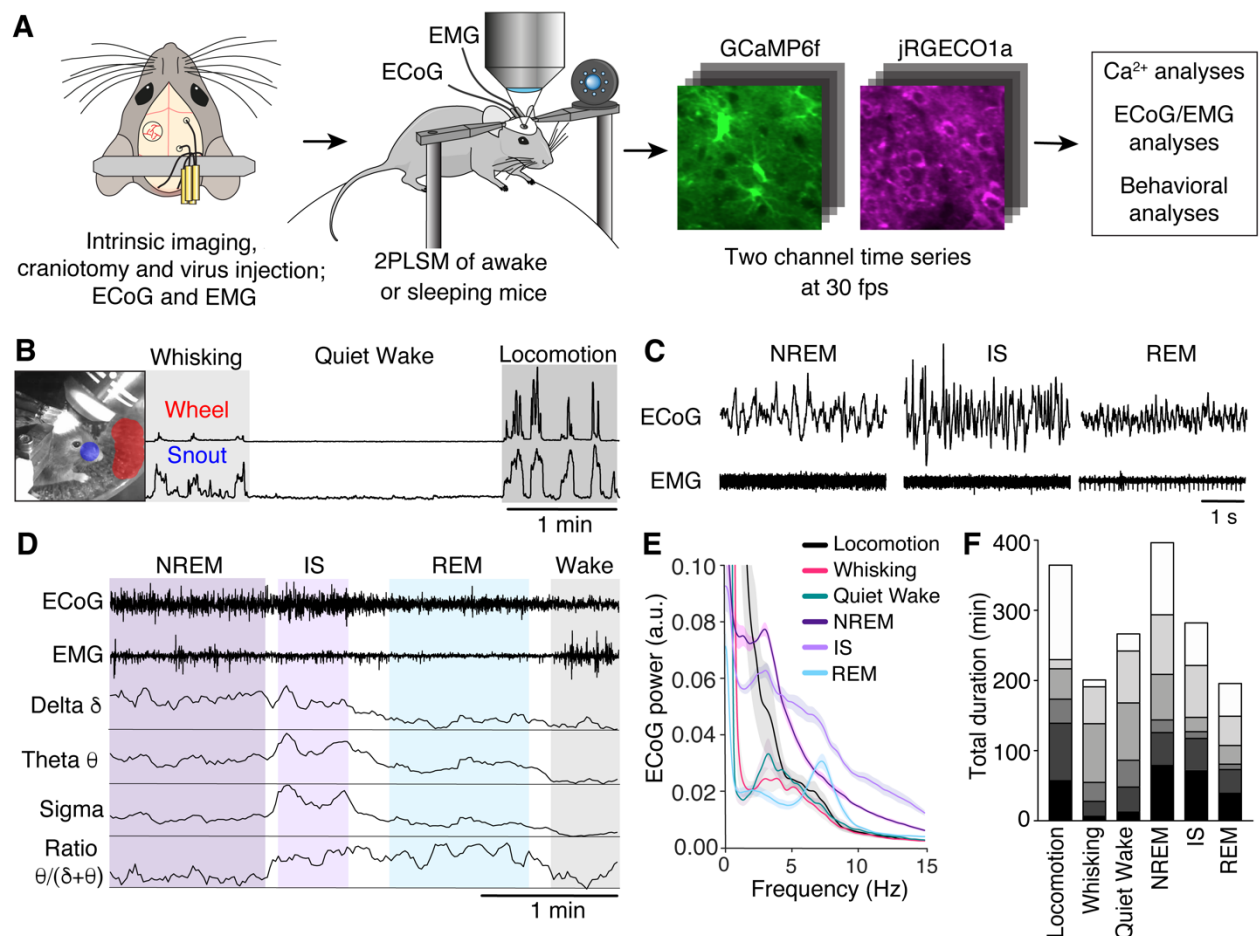 A
EMG
ECoG
GCaMP6f
jRGECO1a
Ca²⁺ analyses
ECoG/EMG
analyses
Behavioral
analyses
Intrinsic imaging,
craniotomy and virus injection;
ECoG and EMG
2PLSM of awake
or sleeping mice
Two channel time series
at 30 fps
B
Whisking
Quiet Wake
Locomotion
Wheel
Snout
1 min
C
NREM
IS
REM
ECoG
EMG
1 s
D
NREM
IS
REM
Wake
ECoG
EMG
Delta δ
Theta θ
Sigma
Ratio
θ/(δ+θ)
1 min
E
Locomotion
Whisking
Quiet Wake
NREM
IS
REM
ECoG power (a.u.)
0.10
0.08
0.06
0.04
0.02
0.00
0
5
10
15
Frequency (Hz)
F
Total duration (min)
400
300
200
100
0
Locomotion
Whisking
Quiet Wake
NREM
IS
REM